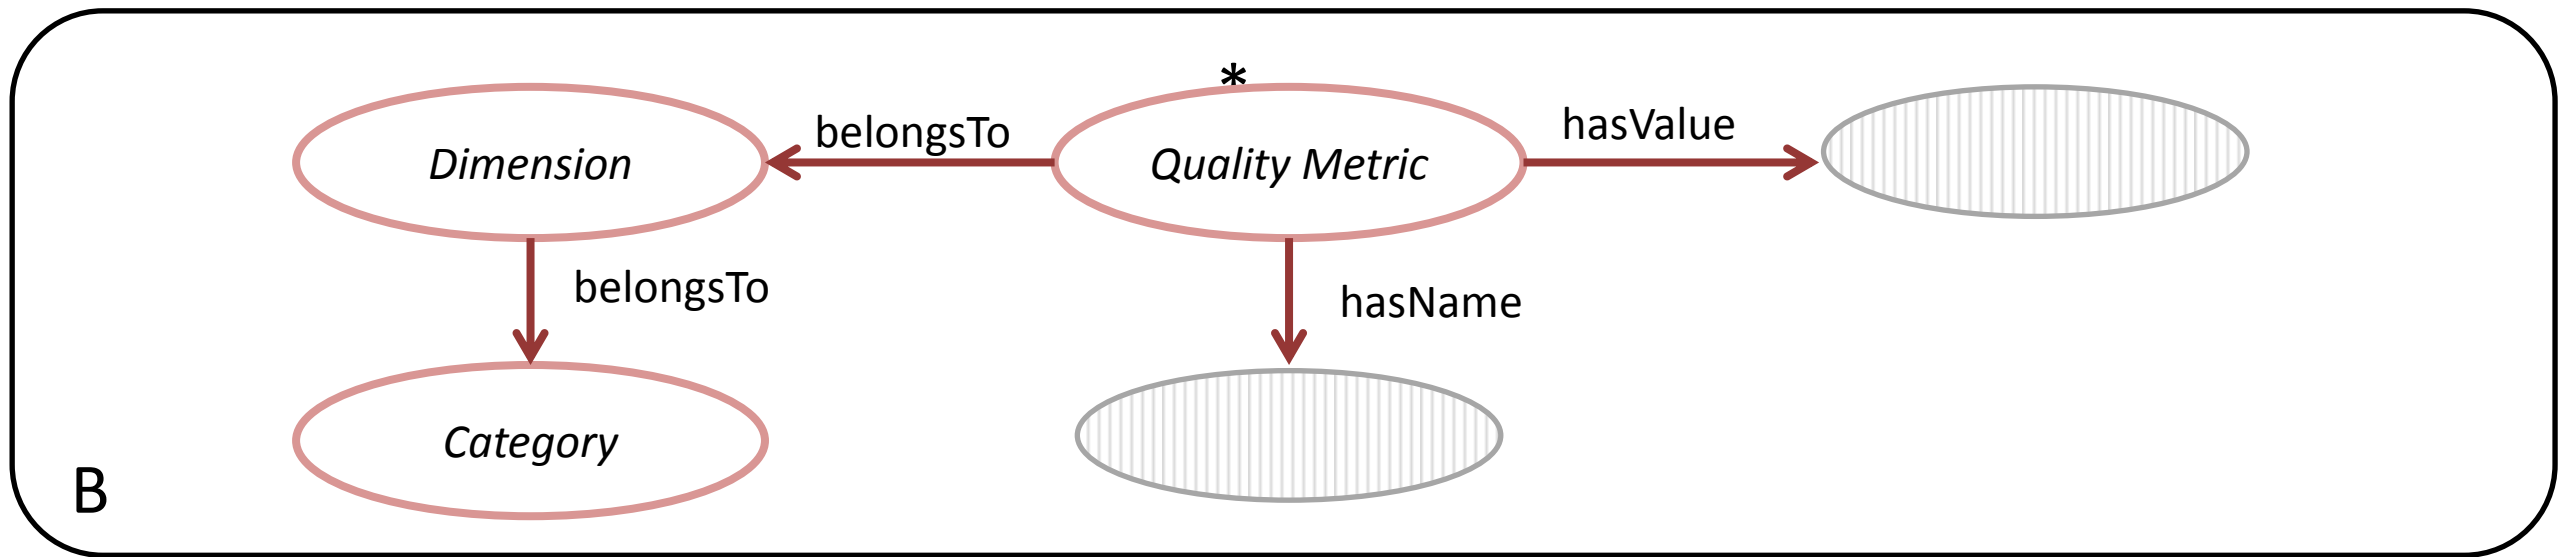 *
Dimension
belongsTo
Quality Metric
hasValue
belongsTo
hasName
Category
B